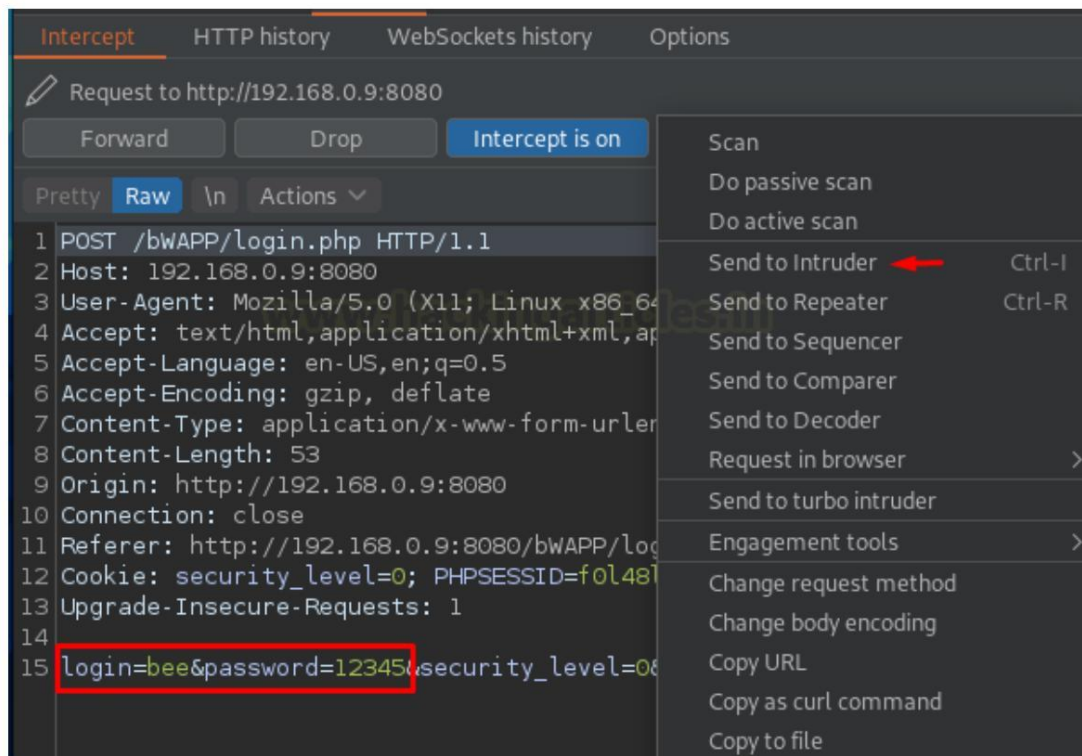 Intercept HTTP history WebSockets history Options
Request to http://192.168.0.9:8080
Forward Drop Intercept is on
Pretty Raw \n Actions
1 POST /bWAPP/login.php HTTP/1.1
2 Host: 192.168.0.9:8080
3 User-Agent: Mozilla/5.0 (X11; Linux x86_64
4 Accept: text/html,application/xhtml+xml,ap
5 Accept-Language: en-US,en;q=0.5
6 Accept-Encoding: gzip, deflate
7 Content-Type: application/x-www-form-urlen
8 Content-Length: 53
9 Origin: http://192.168.0.9:8080
10 Connection: close
11 Referer: http://192.168.0.9:8080/bWAPP/log
12 Cookie: security_level=0; PHPSESSID=f0l48l
13 Upgrade-Insecure-Requests: 1
14
15 login=bee&password=12345&security_level=0&
Scan
Do passive scan
Do active scan
Send to Intruder Ctrl-I
Send to Repeater Ctrl-R
Send to Sequencer
Send to Comparer
Send to Decoder
Request in browser
Send to turbo intruder
Engagement tools
Change request method
Change body encoding
Copy URL
Copy as curl command
Copy to file